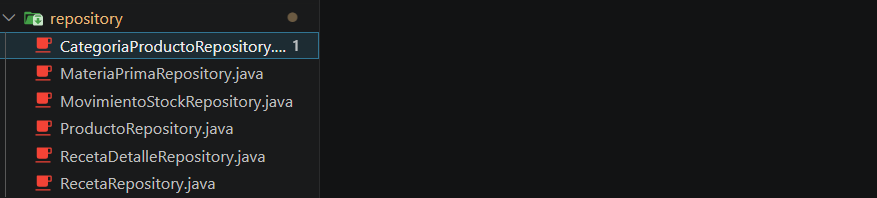 repository
CategoriaProductoRepository.... 1
MateriaPrimaRepository.java
MovimientoStockRepository.java
ProductoRepository.java
RecetaDetalleRepository.java
RecetaRepository.java